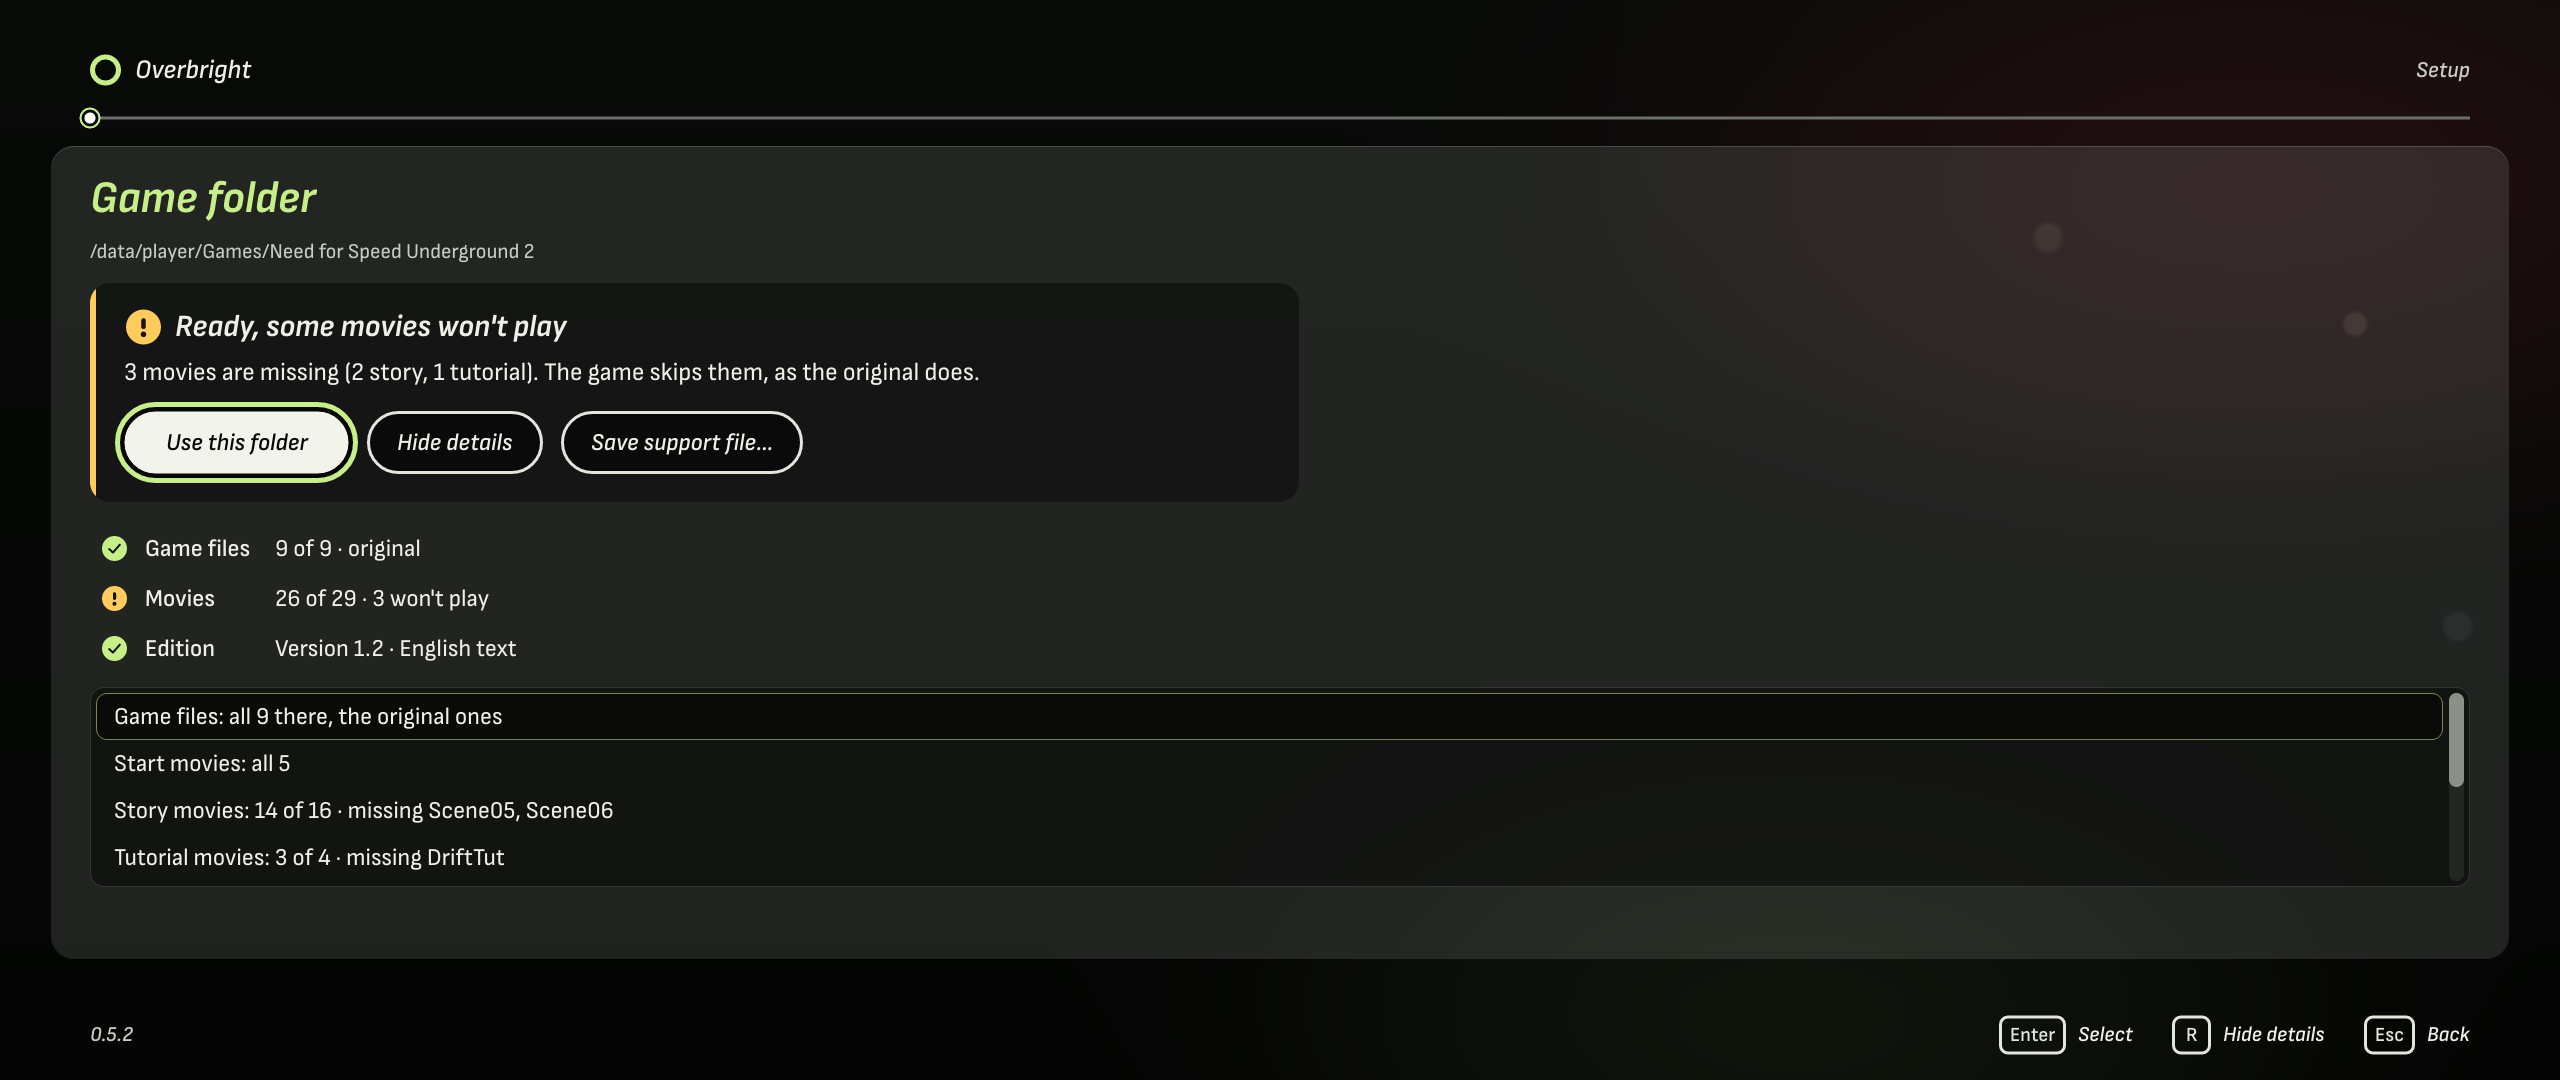 Overbright
Setup
Game folder
/data/player/Games/Need for Speed Underground 2
Ready, some movies won't play
3 movies are missing (2 story, 1 tutorial). The game skips them, as the original does.
Use this folder
Hide details
Save support file...
Game files 9 of 9 · original
Movies 26 of 29 · 3 won't play
Edition Version 1.2 · English text
Game files: all 9 there, the original ones
Start movies: all 5
Story movies: 14 of 16 · missing Scene05, Scene06
Tutorial movies: 3 of 4 · missing DriftTut
0.5.2
Enter Select
R Hide details
Esc Back